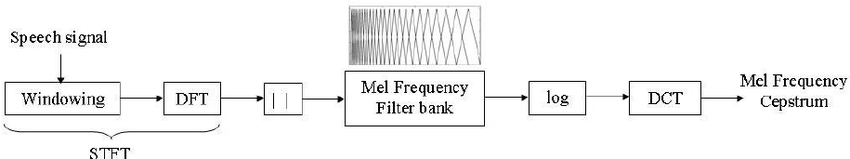 Speech signal
Windowing
DFT
| |
Mel Frequency
Filter bank
log
DCT
Mel Frequency
Cepstrum
STFT